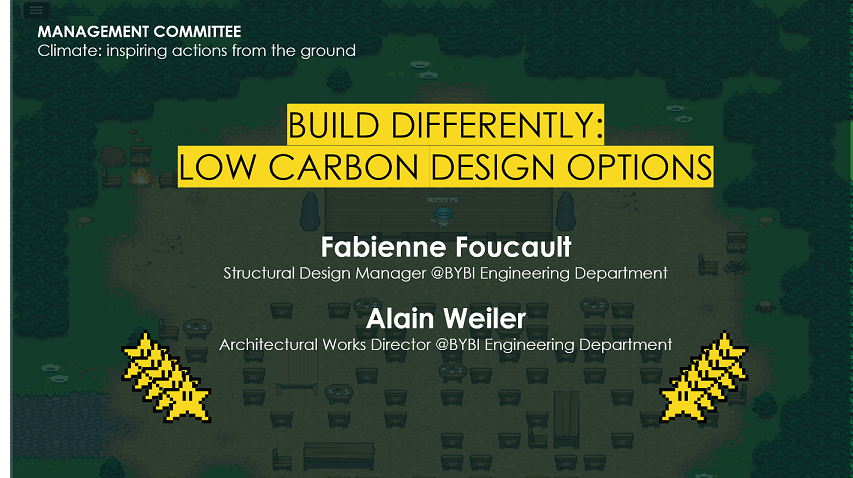 MANAGEMENT COMMITTEE
Climate: inspiring actions from the ground
BUILD DIFFERENTLY:
LOW CARBON DESIGN OPTIONS
Fabienne Foucault
Structural Design Manager @BYBI Engineering Department
Alain Weiler
Architectural Works Director @BYBI Engineering Department